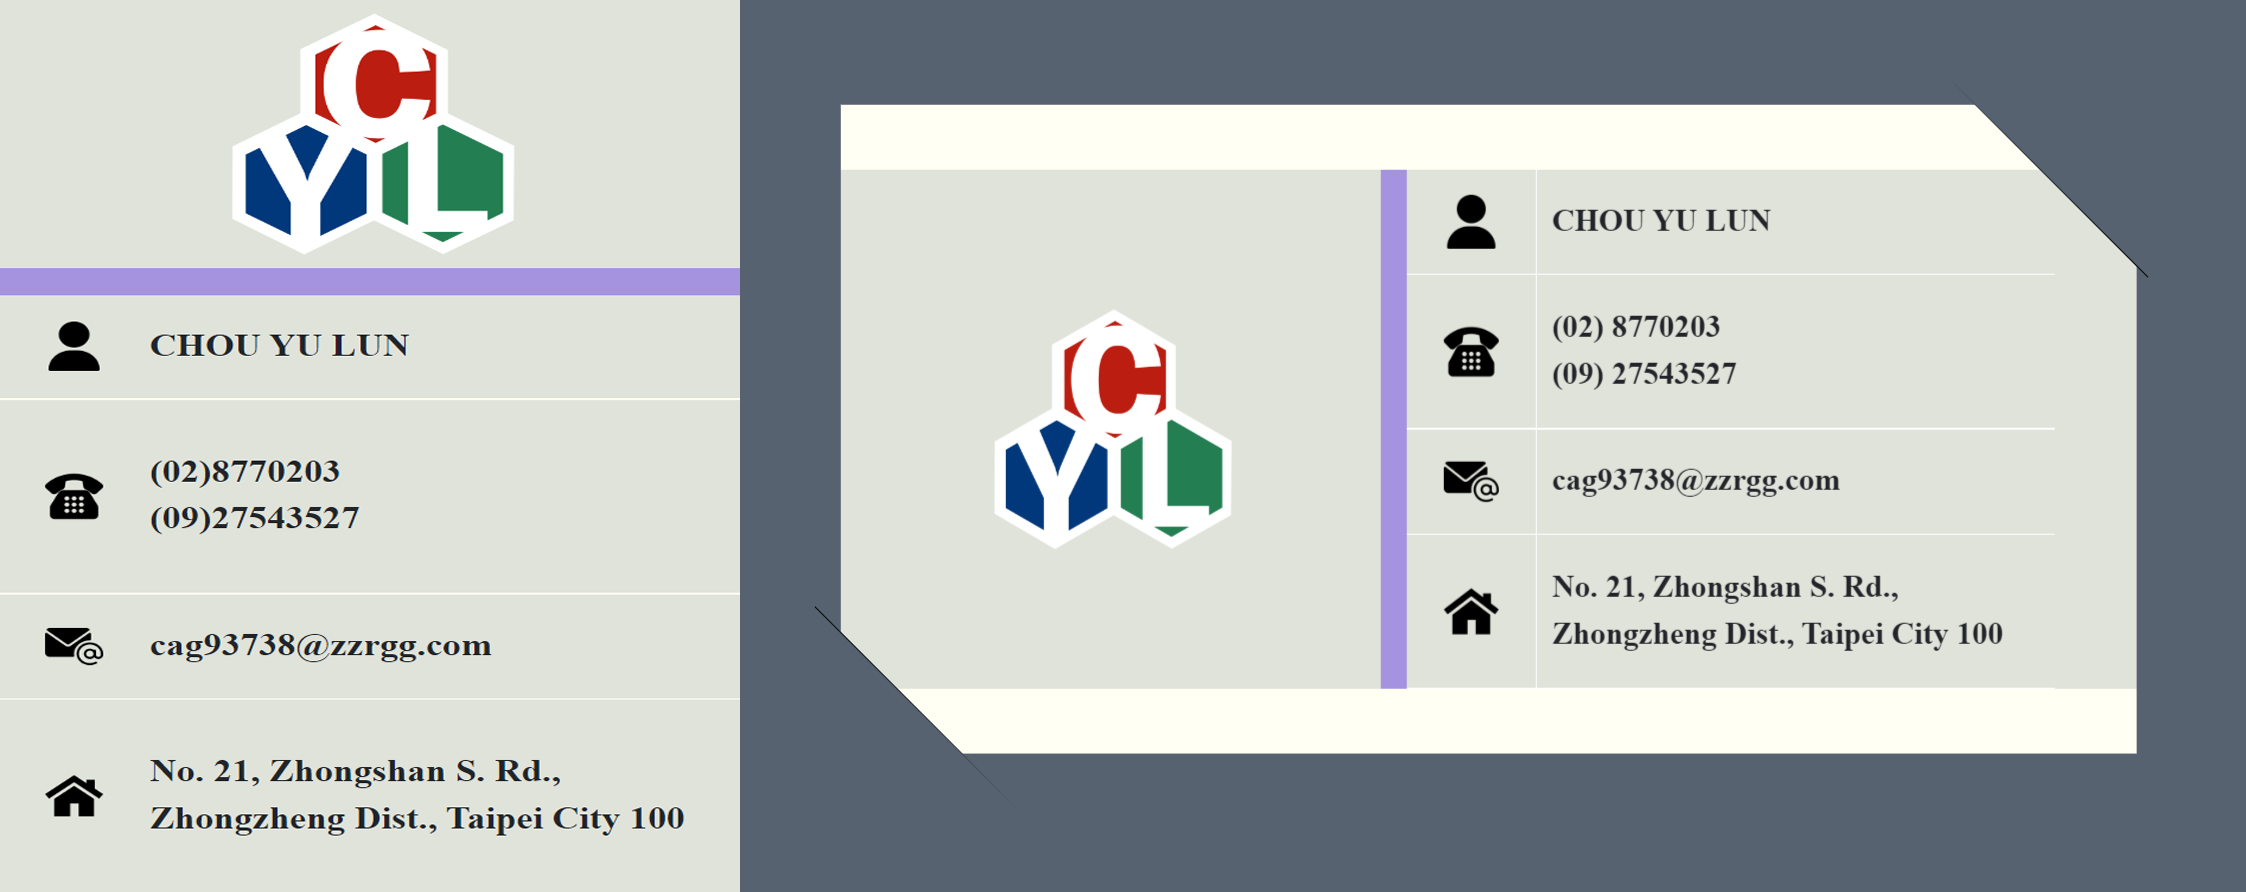 C
Y L
CHOU YU LUN
(02)8770203
(09)27543527
cag93738@zzrgg.com
No. 21, Zhongshan S. Rd.,
Zhongzheng Dist., Taipei City 100
C
Y L
CHOU YU LUN
(02) 8770203
(09) 27543527
cag93738@zzrgg.com
No. 21, Zhongshan S. Rd.,
Zhongzheng Dist., Taipei City 100